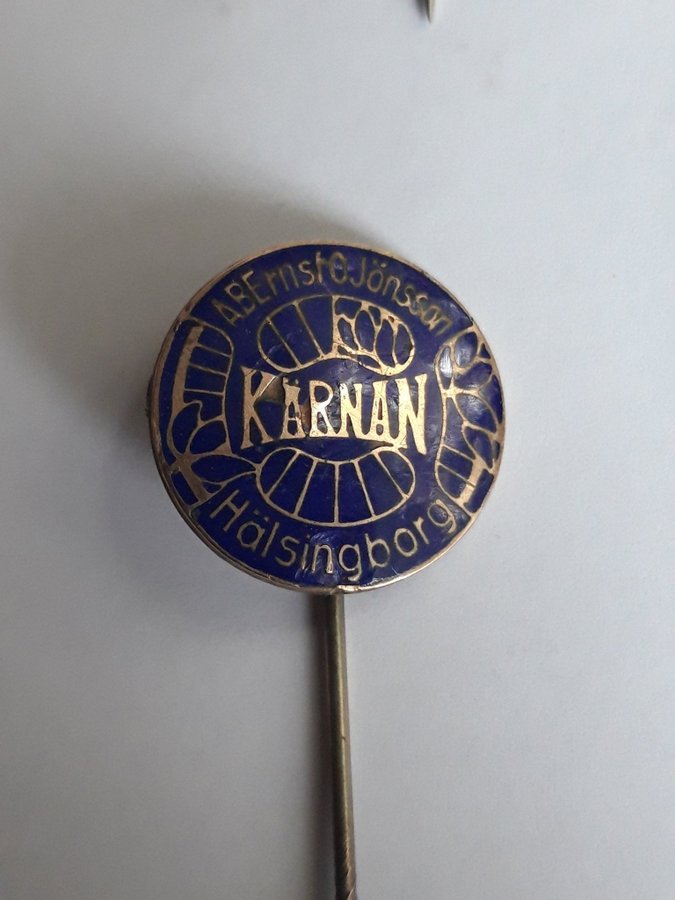 AB Ernst O Jönsson
KÄRNAN
Hälsingborg